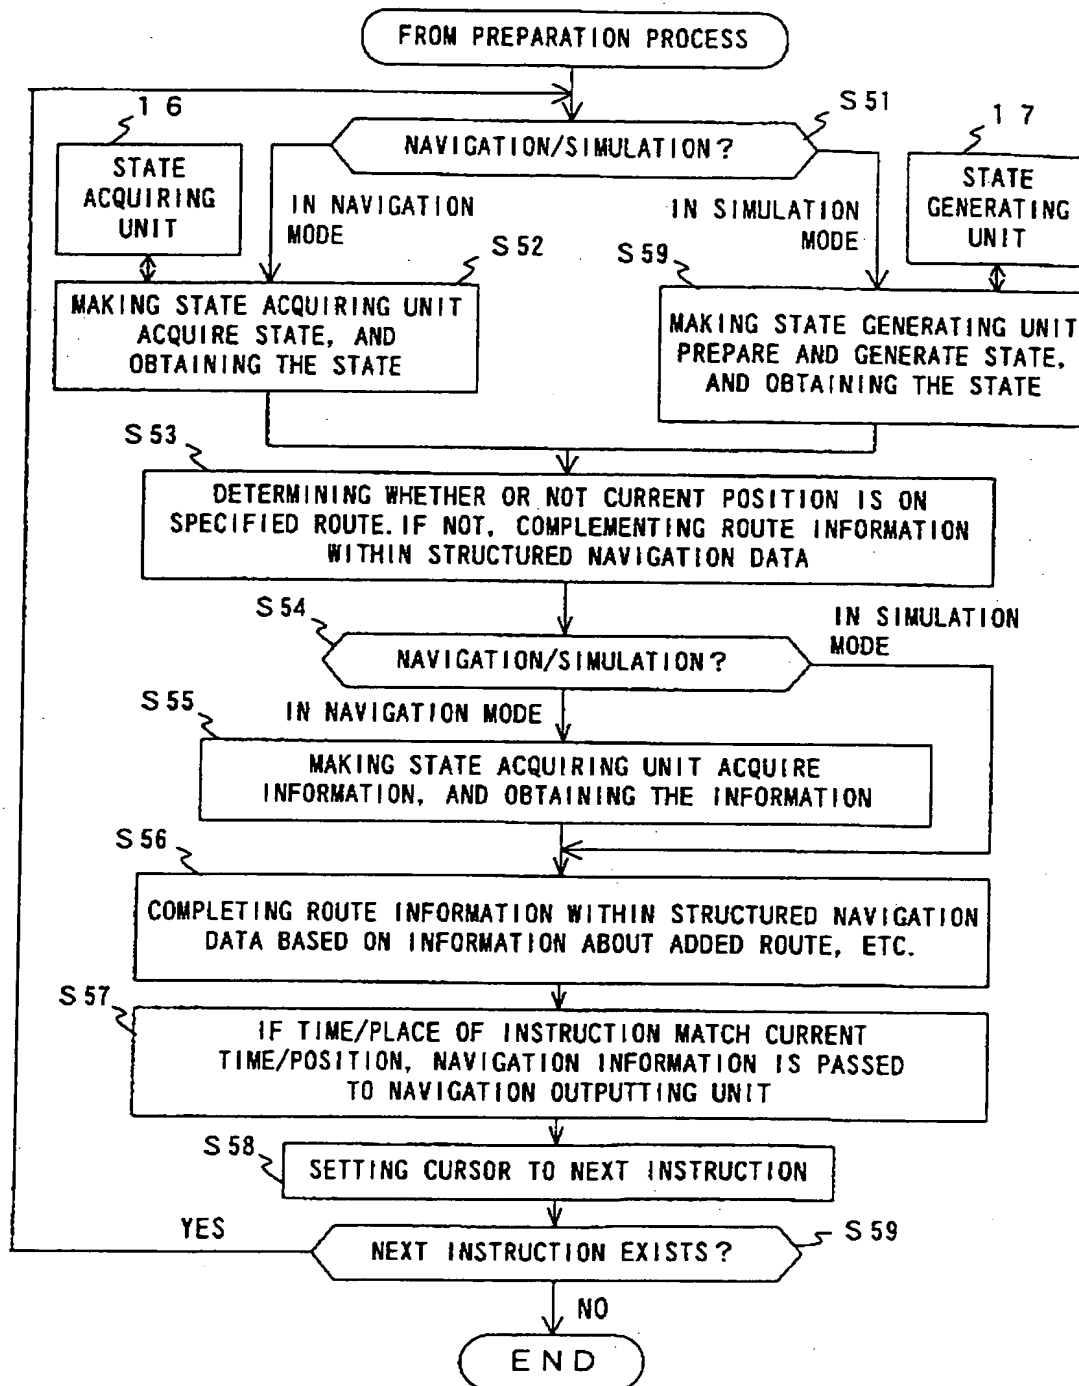 FROM PREPARATION PROCESS
S51
16
17
NAVIGATION/SIMULATION?
STATE
ACQUIRING
UNIT
STATE
GENERATING
UNIT
IN NAVIGATION
MODE
IN SIMULATION
MODE
S52
S59
MAKING STATE ACQUIRING UNIT
ACQUIRE STATE, AND
OBTAINING THE STATE
MAKING STATE GENERATING UNIT
PREPARE AND GENERATE STATE,
AND OBTAINING THE STATE
S53
DETERMINING WHETHER OR NOT CURRENT POSITION IS ON
SPECIFIED ROUTE. IF NOT, COMPLEMENTING ROUTE INFORMATION
WITHIN STRUCTURED NAVIGATION DATA
S54
NAVIGATION/SIMULATION?
IN SIMULATION
MODE
S55
IN NAVIGATION MODE
MAKING STATE ACQUIRING UNIT ACQUIRE
INFORMATION, AND OBTAINING THE INFORMATION
S56
COMPLETING ROUTE INFORMATION WITHIN STRUCTURED NAVIGATION
DATA BASED ON INFORMATION ABOUT ADDED ROUTE, ETC.
S57
IF TIME/PLACE OF INSTRUCTION MATCH CURRENT
TIME/POSITION, NAVIGATION INFORMATION IS PASSED
TO NAVIGATION OUTPUTTING UNIT
S58
SETTING CURSOR TO NEXT INSTRUCTION
YES
NEXT INSTRUCTION EXISTS?
S59
NO
END